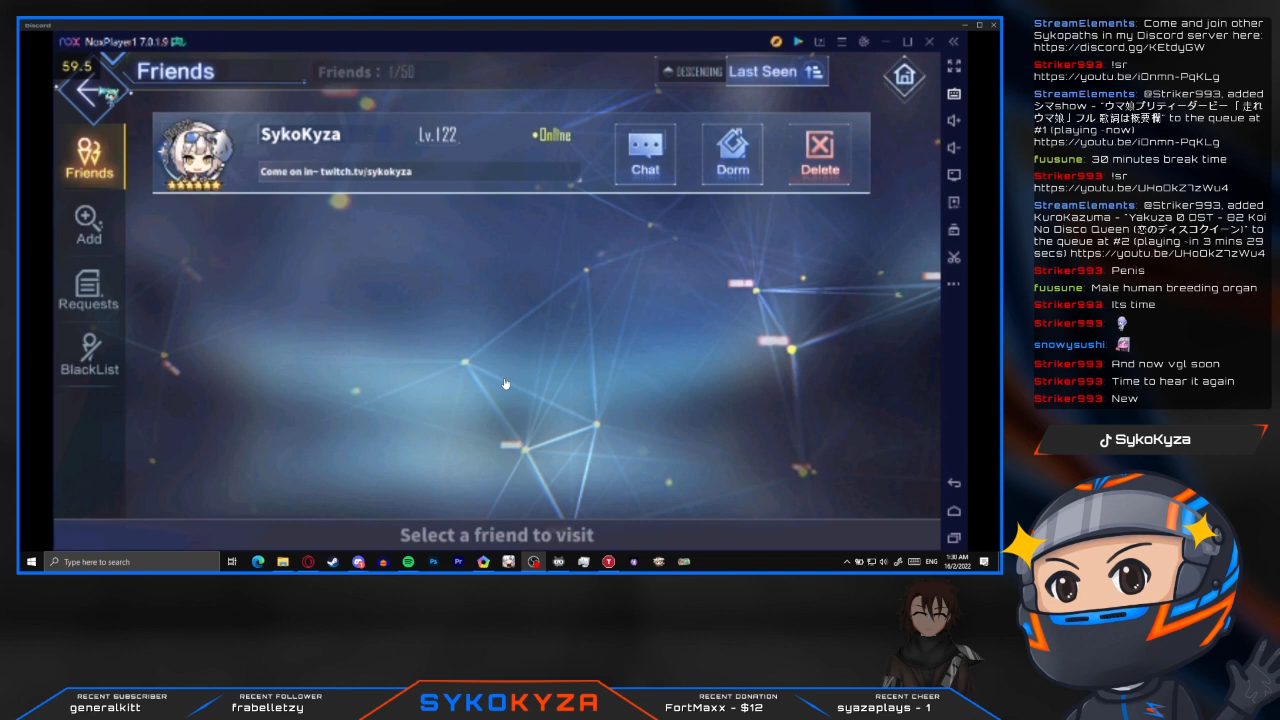 Discord
nox NoxPlayer1 7.0.1.9
59.5
Friends
Friends : 1/50
DESCENDING
Last Seen
SykoKyza
Lv.122
Online
Come on in~ twitch.tv/sykokyza
Chat
Dorm
Delete
Friends
Add
Requests
BlackList
Select a friend to visit
Type here to search
ENG
1:30 AM
16/2/2022
StreamElements: Come and join other
Sykopaths in my Discord server here:
https://discord.gg/KEtdyGW
Striker993 !sr
https://youtu.be/iOnmn-PqKLg
StreamElements: @Striker993, added
シマshow - "ウマ娘プリティーダービー「走れ
ウマ娘」フル 歌詞は概要欄" to the queue at
#1 (playing ~now)
https://youtu.be/iOnmn-PqKLg
fuusune: 30 minutes break time
Striker993 !sr
https://youtu.be/UHoOkZ7zWu4
StreamElements: @Striker993, added
KuroKazuma - "Yakuza 0 OST - 82 Koi
No Disco Queen (恋のディスコクイーン)" to
the queue at #2 (playing ~in 3 mins 29
secs) https://youtu.be/UHoOkZ7zWu4
Striker993 Penis
fuusune: Male human breeding organ
Striker993 Its time
Striker993
snowysushi:
Striker993 And now vgl soon
Striker993 Time to hear it again
Striker993 New
SykoKyza
RECENT SUBSCRIBER
generalkitt
RECENT FOLLOWER
frabelletzy
SYKOKYZA
RECENT DONATION
FortMaxx - $12
RECENT CHEER
syazaplays - 1